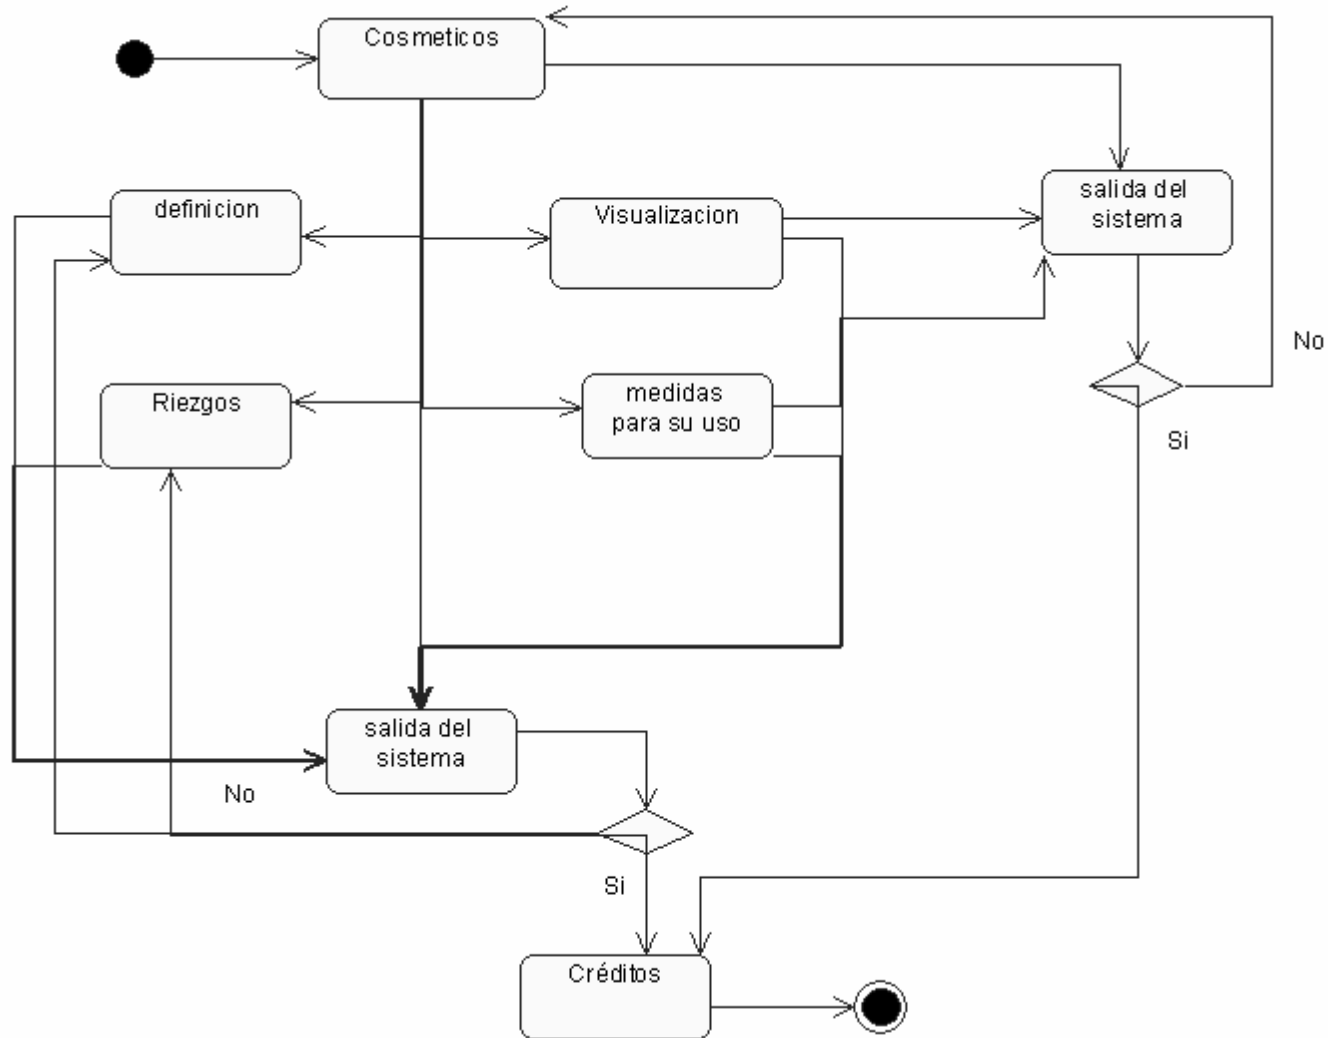 Cosmeticos
definicion
Visualizacion
salida del
sistema
No
Riezgos
medidas
para su uso
Si
salida del
sistema
No
Si
Créditos